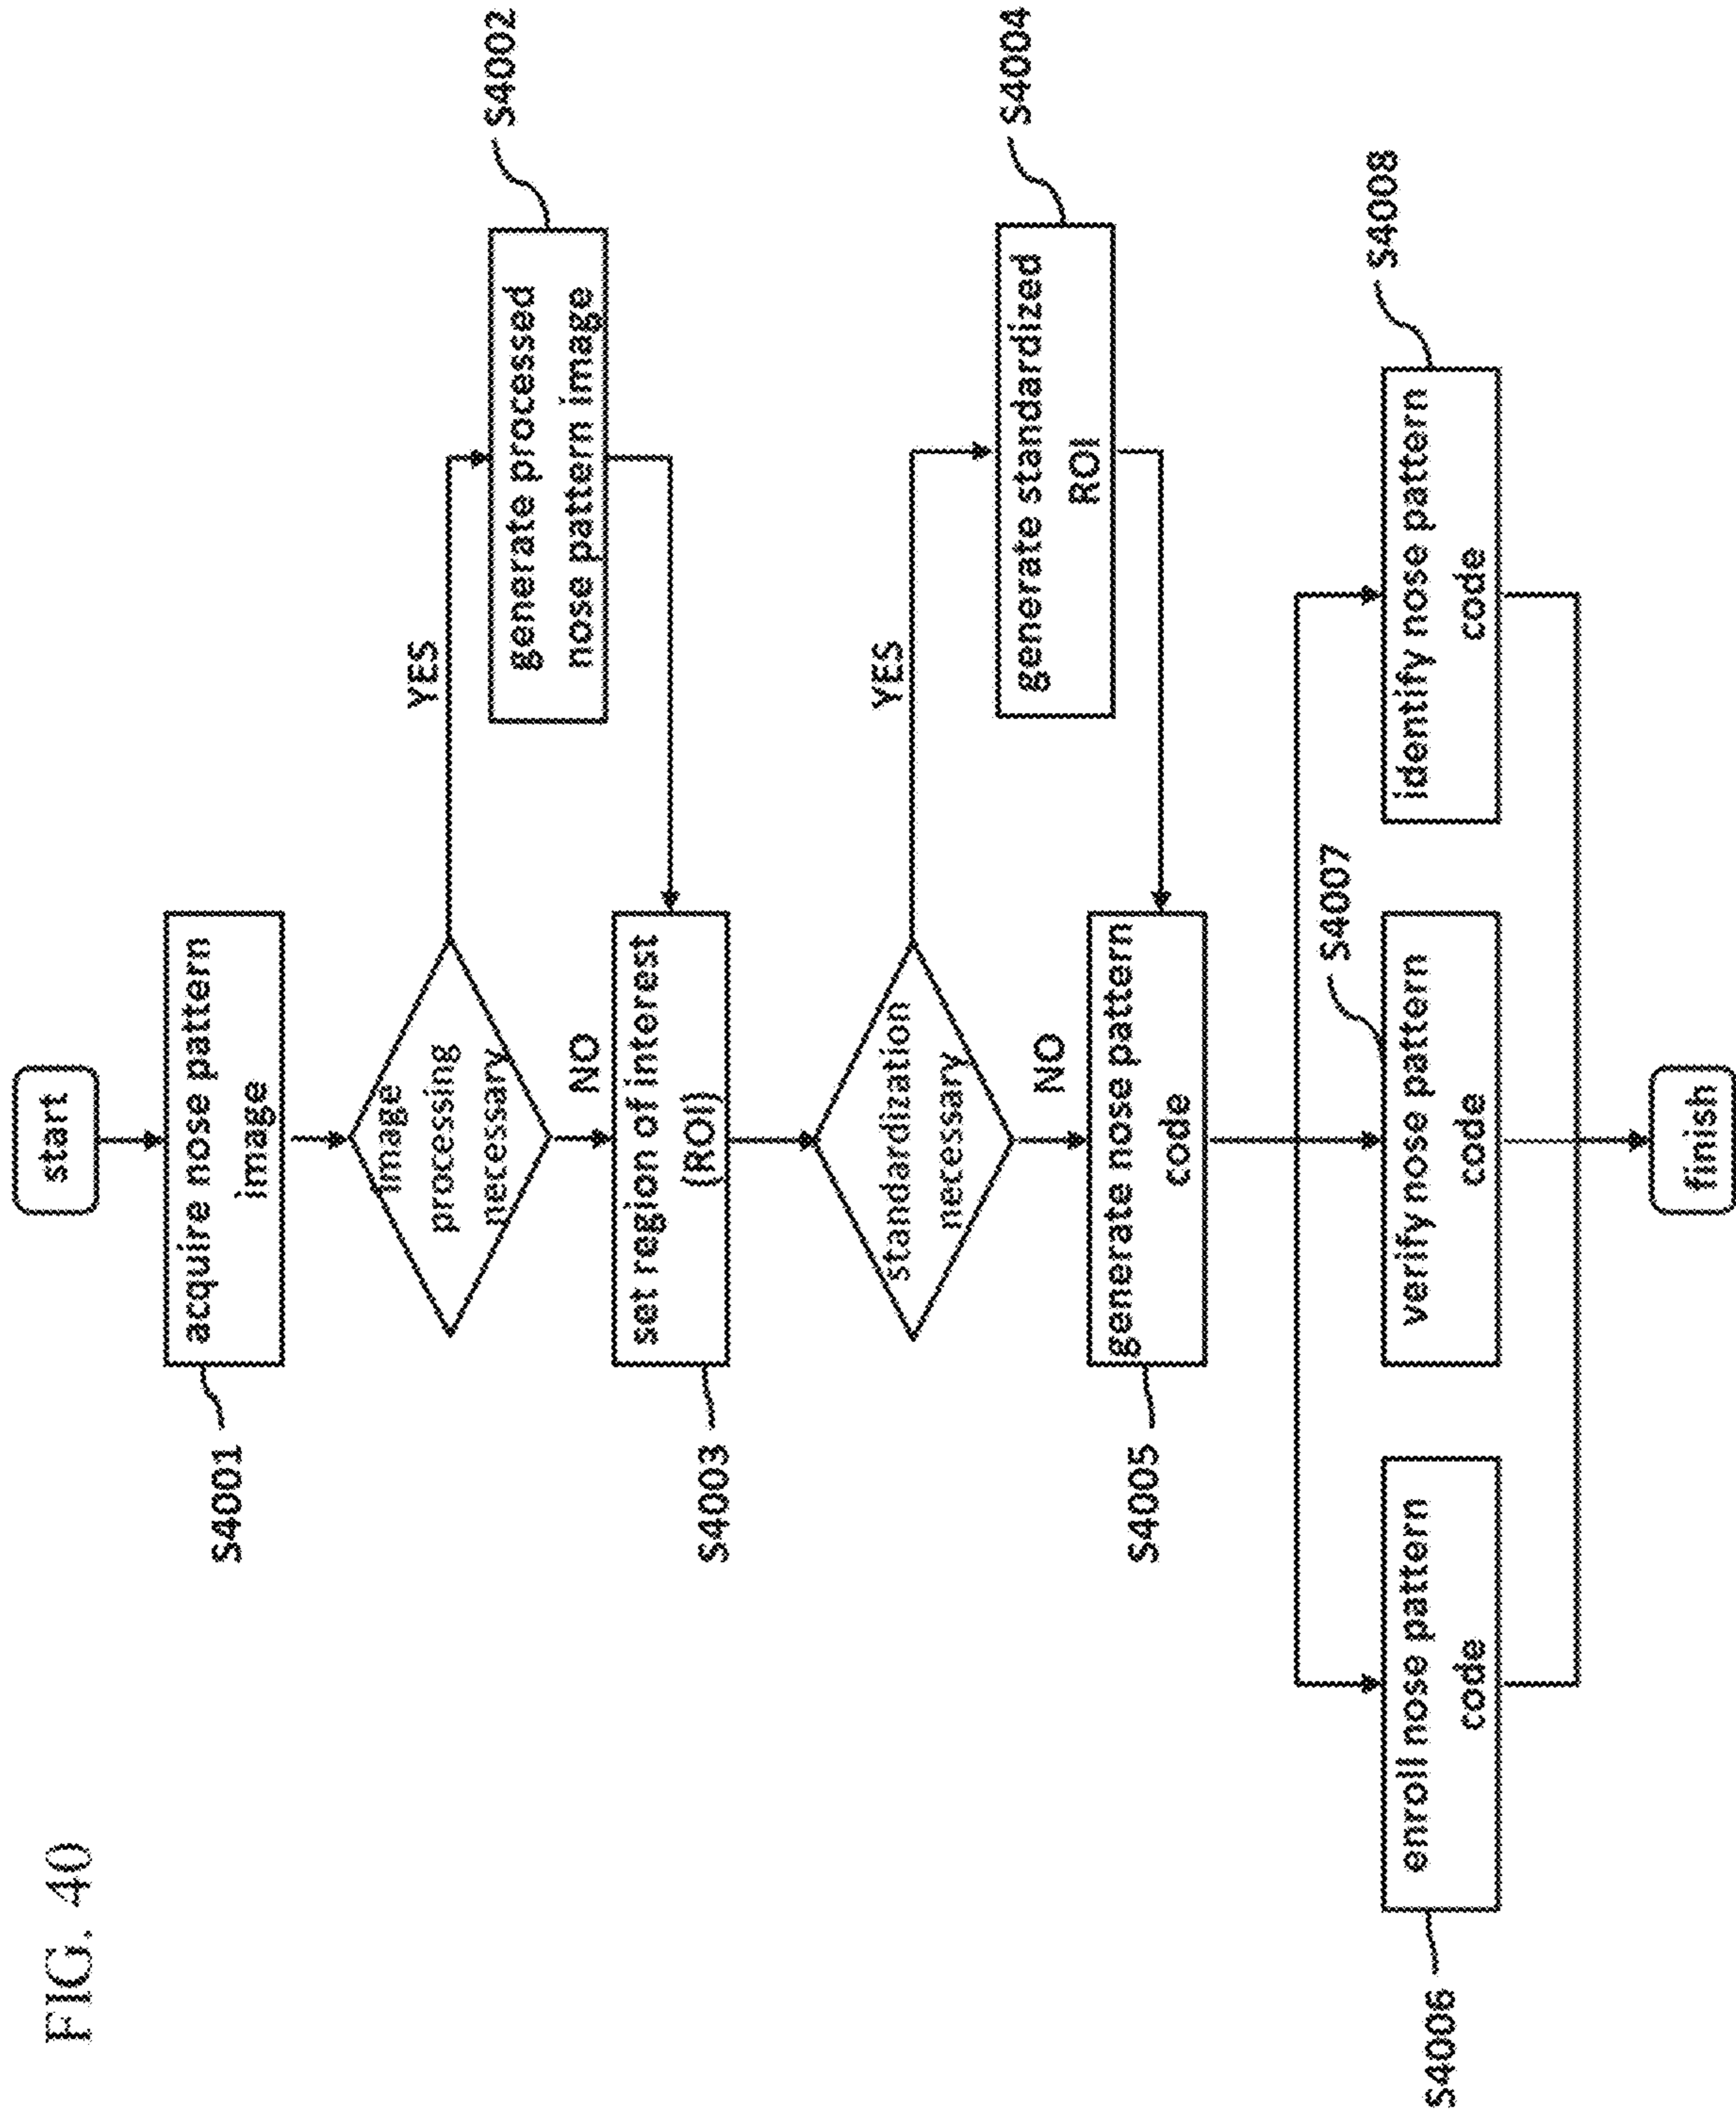 FIG. 40
start
S4001
acquire nose pattern
image
image
processing
necessary
YES
S4002
generate processed
nose pattern image
NO
S4003
set region of interest
(ROI)
standardization
necessary
YES
S4004
generate standardized
ROI
NO
S4005
generate nose pattern
code
S4006
enroll nose pattern
code
S4007
verify nose pattern
code
S4008
identify nose pattern
code
finish